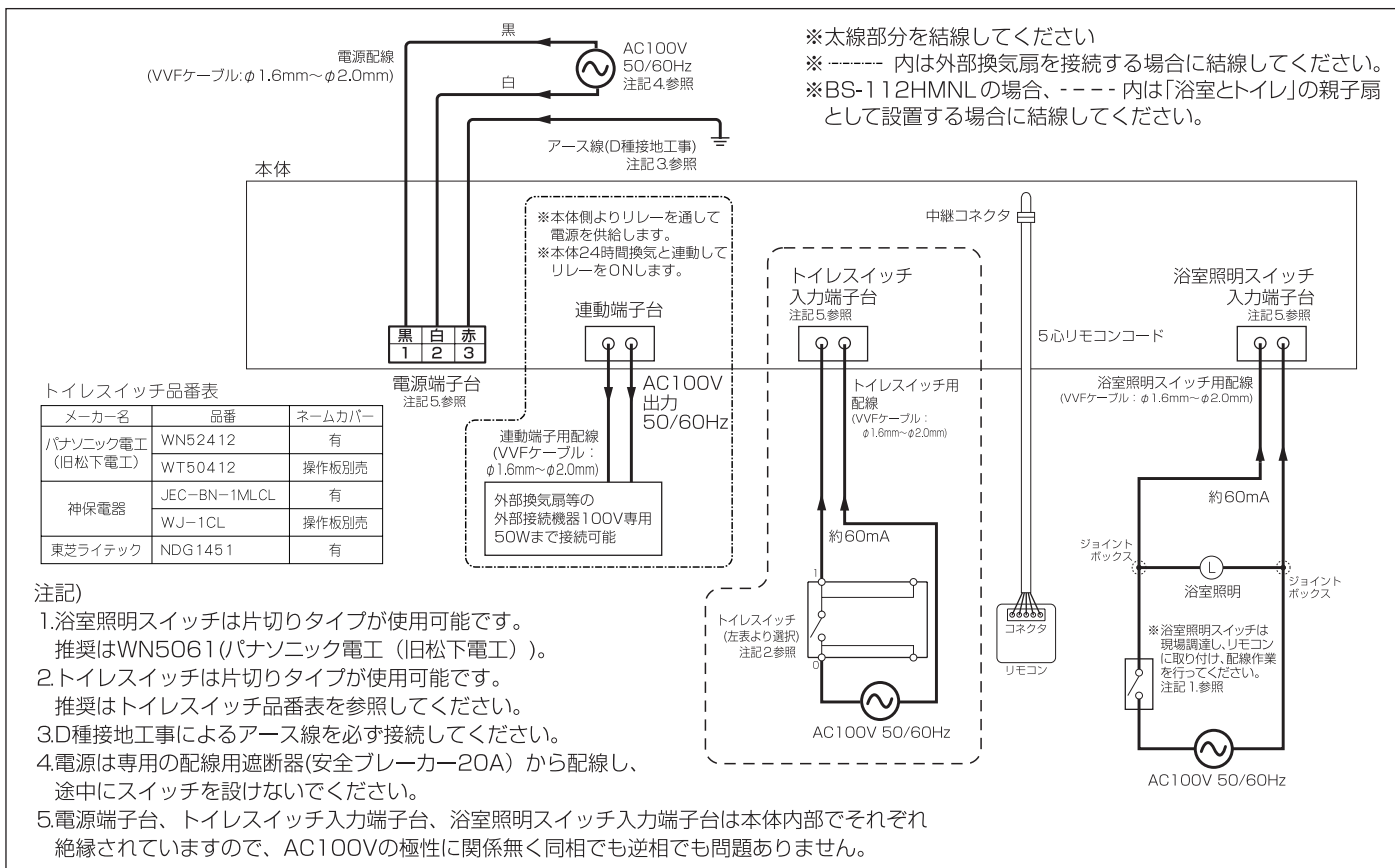 黒
電源配線
(VVFケーブル:φ1.6mm〜φ2.0mm)
AC100V
50/60Hz
注記4.参照
白
アース線(D種接地工事)
注記3.参照
※太線部分を結線してください
※ 内は外部換気扇を接続する場合に結線してください。
※BS-112HMNLの場合、---- 内は「浴室とトイレ」の親子扇
として設置する場合に結線してください。
本体
※本体側よりリレーを通して
電源を供給します。
※本体24時間換気と連動して
リレーをONします。
連動端子台
黒 白 赤
1 2 3
電源端子台
注記5.参照
AC100V
出力
50/60Hz
連動端子用配線
(VVFケーブル：
φ1.6mm〜φ2.0mm)
外部換気扇等の
外部接続機器100V専用
50Wまで接続可能
トイレスイッチ
入力端子台
注記5.参照
トイレスイッチ用
配線
(VVFケーブル：
φ1.6mm〜φ2.0mm)
約60mA
1
トイレスイッチ
(左表より選択)
注記2参照
0
AC100V 50/60Hz
中継コネクタ
5心リモコンコード
コネクタ
リモコン
浴室照明スイッチ
入力端子台
注記5.参照
浴室照明スイッチ用配線
(VVFケーブル：φ1.6mm〜φ2.0mm)
約60mA
ジョイント
ボックス
L
浴室照明
ジョイント
ボックス
※浴室照明スイッチは
現場調達し、リモコン
に取り付け、配線作業
を行ってください。
注記1.参照
AC100V 50/60Hz
トイレスイッチ品番表
メーカー名 品番 ネームカバー
パナソニック電工
(旧松下電工)
WN52412 有
WT50412 操作板別売
神保電器
JEC-BN-1MLCL 有
WJ-1CL 操作板別売
東芝ライテック NDG1451 有
注記)
1.浴室照明スイッチは片切りタイプが使用可能です。
推奨はWN5061(パナソニック電工（旧松下電工）)。
2.トイレスイッチは片切りタイプが使用可能です。
推奨はトイレスイッチ品番表を参照してください。
3.D種接地工事によるアース線を必ず接続してください。
4.電源は専用の配線用遮断器(安全ブレーカー20A）から配線し、
途中にスイッチを設けないでください。
5.電源端子台、トイレスイッチ入力端子台、浴室照明スイッチ入力端子台は本体内部でそれぞれ
絶縁されていますので、AC100Vの極性に関係無く同相でも逆相でも問題ありません。